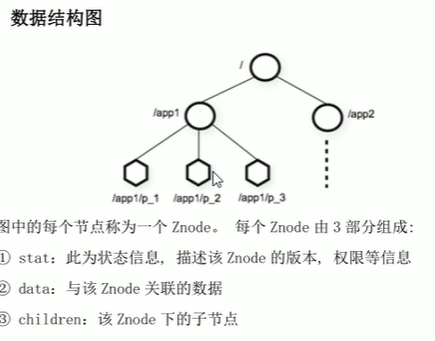 数据结构图
/
/app1
/app2
/app1/p_1 /app1/p_2 /app1/p_3
图中的每个节点称为一个 Znode。 每个 Znode 由 3 部分组成:
① stat: 此为状态信息, 描述该 Znode 的版本, 权限等信息
② data: 与该 Znode 关联的数据
③ children: 该 Znode 下的子节点